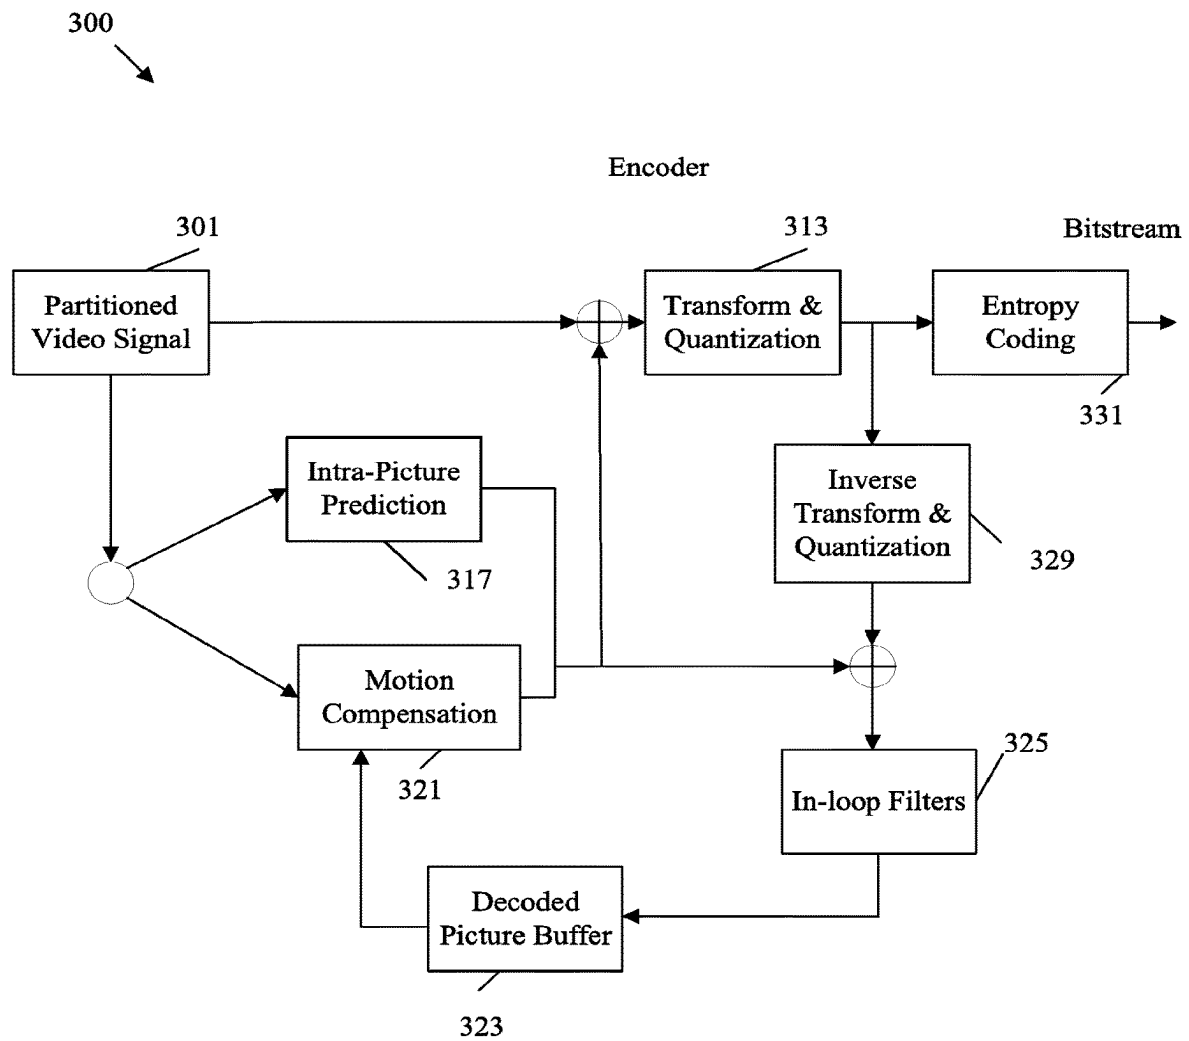 300
Encoder
301
313
Bitstream
Partitioned
Video Signal
Transform &
Quantization
Entropy
Coding
331
Intra-Picture
Prediction
317
Inverse
Transform &
Quantization
329
Motion
Compensation
321
325
In-loop Filters
Decoded
Picture Buffer
323